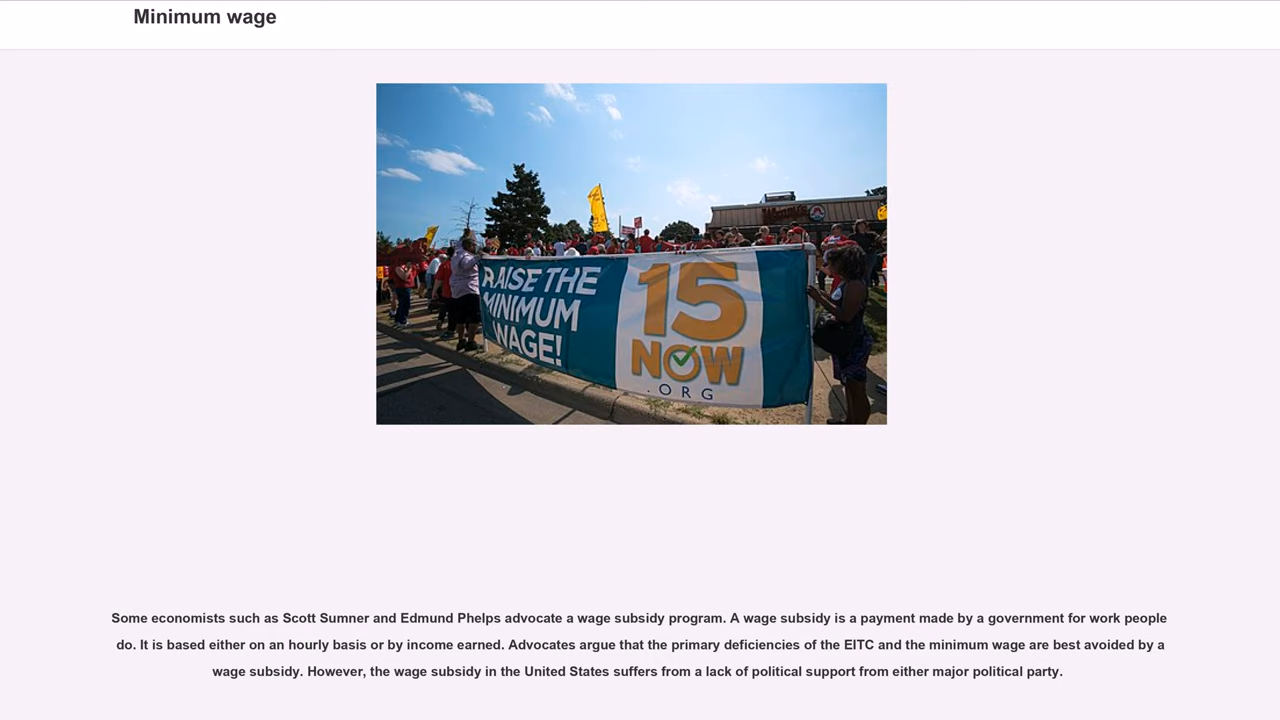 Minimum wage
RAISE THE
MINIMUM
WAGE!
15
NOW
.ORG
Some economists such as Scott Sumner and Edmund Phelps advocate a wage subsidy program. A wage subsidy is a payment made by a government for work people
do. It is based either on an hourly basis or by income earned. Advocates argue that the primary deficiencies of the EITC and the minimum wage are best avoided by a
wage subsidy. However, the wage subsidy in the United States suffers from a lack of political support from either major political party.